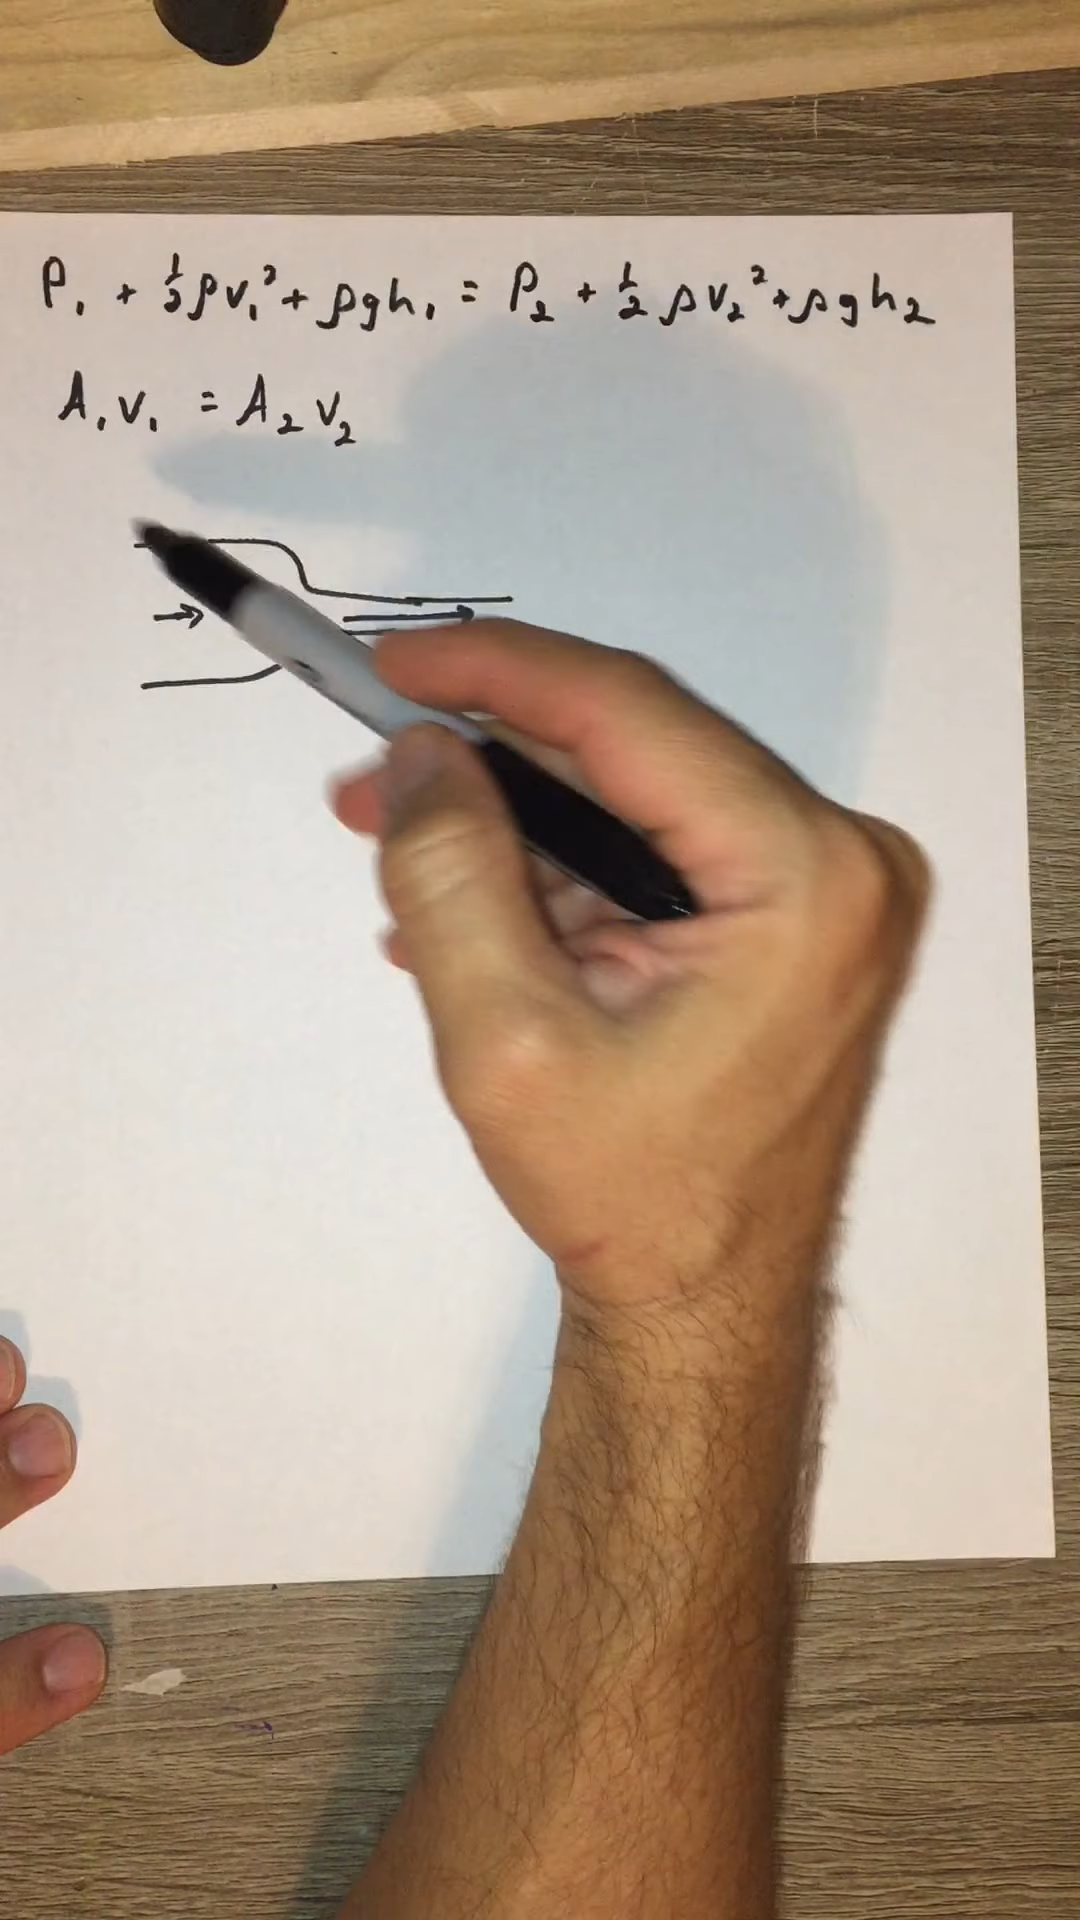 P₁ + ½ρv₁² + ρgh₁ = P₂ + ½ρv₂² + ρgh₂
A₁v₁ = A₂v₂